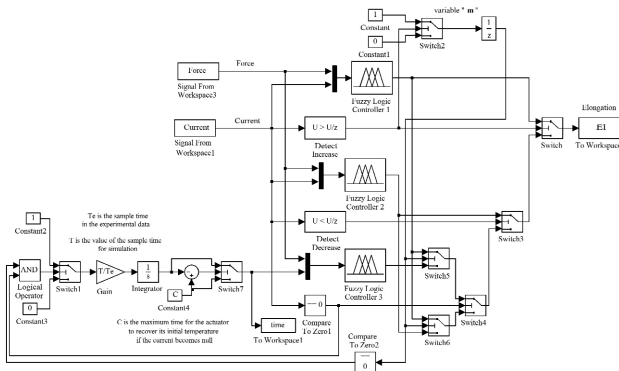 variable " m "
1
Constant
0
Constant1
Switch2
1
z
Force
Signal From
Workspace3
Force
Fuzzy Logic
Controller 1
Current
Signal From
Workspace1
Current
U > U/z
Detect
Increase
Switch
Elongation
El
To Workspace
Fuzzy Logic
Controller 2
U < U/z
Detect
Decrease
Switch3
1
Constant2
Te is the sample time
in the experimental data
T is the value of the sample time
for simulation
AND
Logical
Operator
0
Constant3
Switch1
T/Te
Gain
1
s
Integrator
C
Constant4
Switch7
Fuzzy Logic
Controller 3
Switch5
C is the maximum time for the actuator
to recover its initial temperature
if the current becomes null
time
To Workspace1
0
Compare
To Zero1
Switch4
Switch6
Compare
To Zero2
0